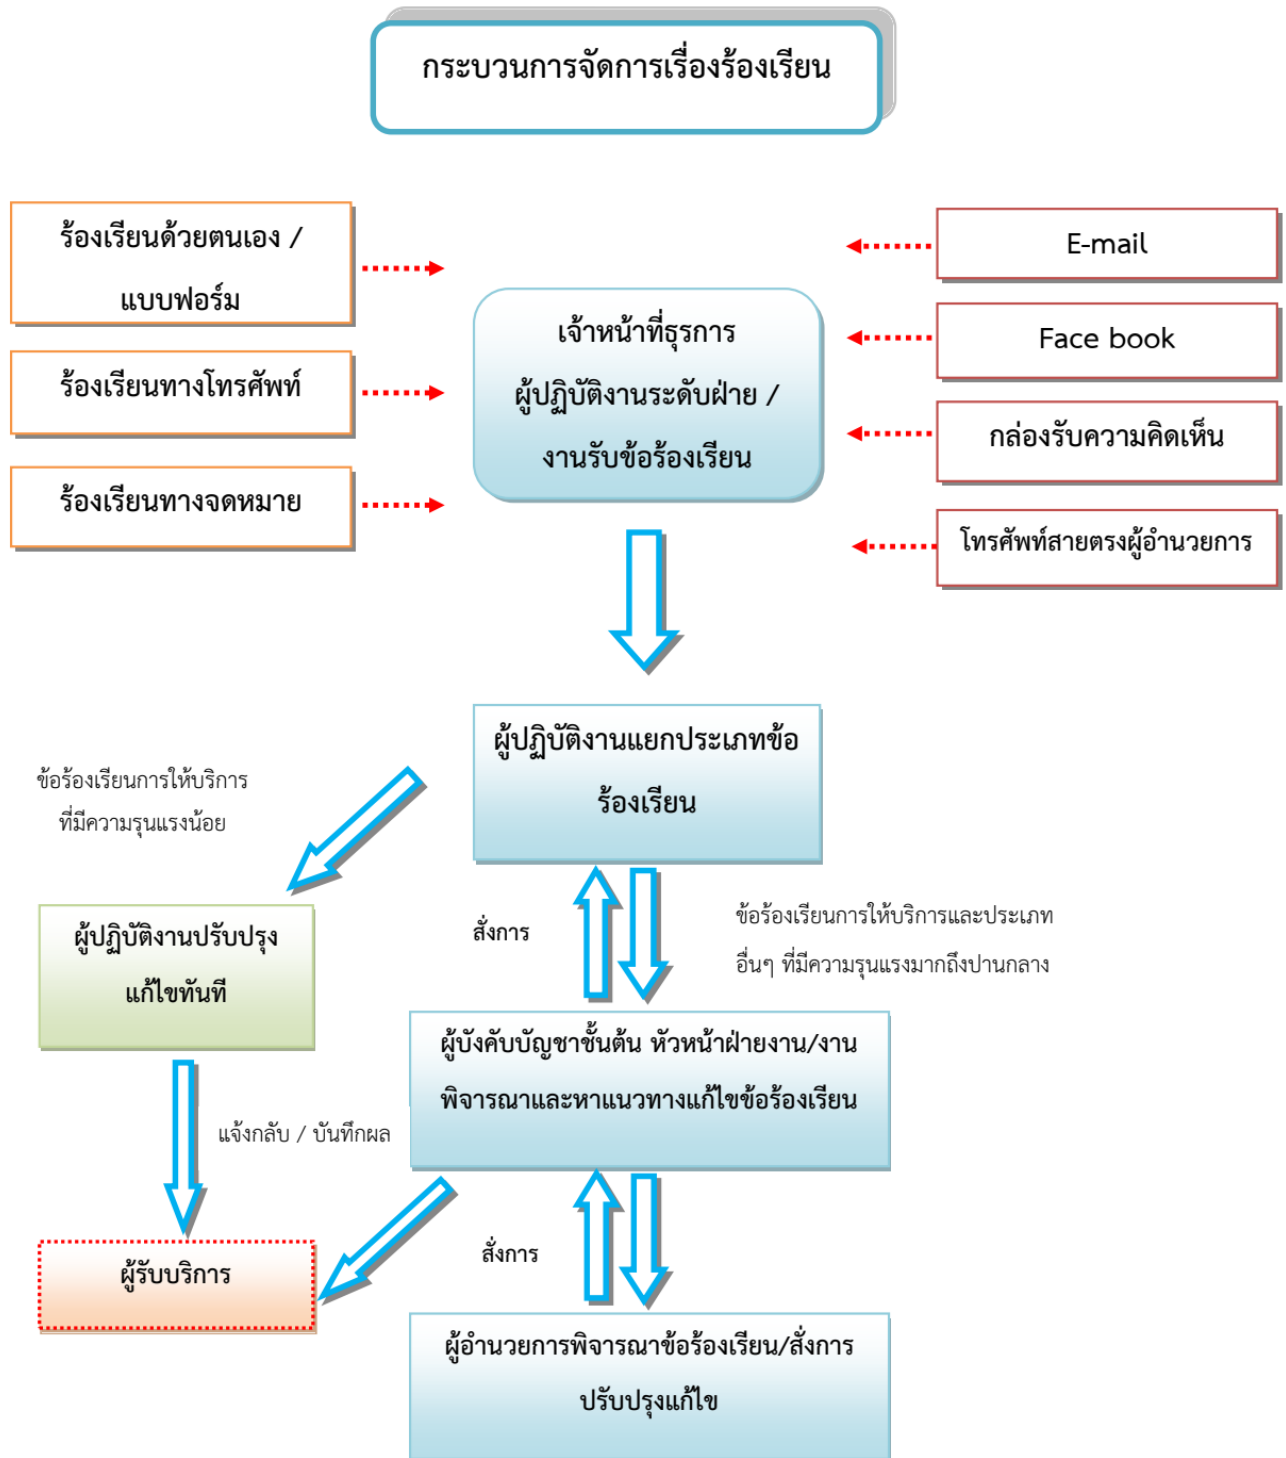 กระบวนการจัดการเรื่องร้องเรียน
ร้องเรียนด้วยตนเอง /
แบบฟอร์ม
ร้องเรียนทางโทรศัพท์
ร้องเรียนทางจดหมาย
เจ้าหน้าที่ธุรการ
ผู้ปฏิบัติงานระดับฝ่าย /
งานรับข้อร้องเรียน
E-mail
Face book
กล่องรับความคิดเห็น
โทรศัพท์สายตรงผู้อำนวยการ
ผู้ปฏิบัติงานแยกประเภทข้อ
ร้องเรียน
ข้อร้องเรียนการให้บริการ
ที่มีความรุนแรงน้อย
ผู้ปฏิบัติงานปรับปรุง
แก้ไขทันที
สั่งการ
ข้อร้องเรียนการให้บริการและประเภท
อื่นๆ ที่มีความรุนแรงมากถึงปานกลาง
ผู้บังคับบัญชาชั้นต้น หัวหน้าฝ่ายงาน/งาน
พิจารณาและหาแนวทางแก้ไขข้อร้องเรียน
แจ้งกลับ / บันทึกผล
ผู้รับบริการ
สั่งการ
ผู้อำนวยการพิจารณาข้อร้องเรียน/สั่งการ
ปรับปรุงแก้ไข